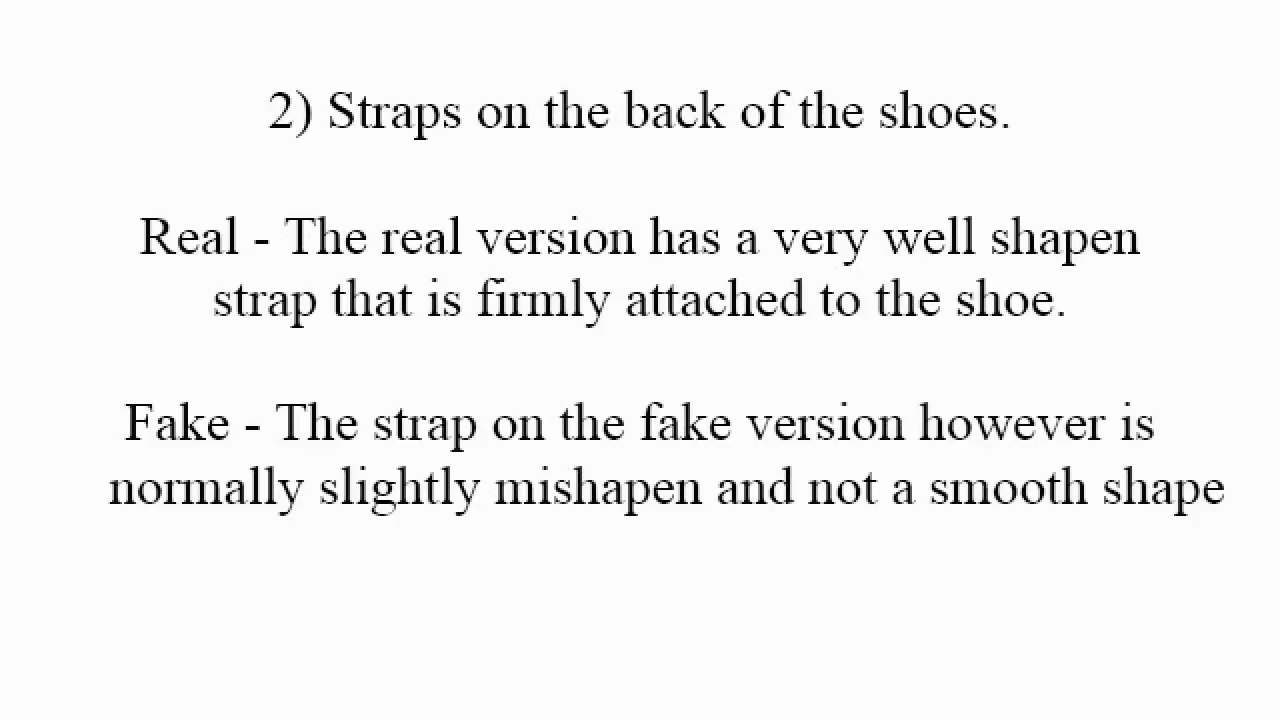 2) Straps on the back of the shoes.
Real - The real version has a very well shapen
strap that is firmly attached to the shoe.
Fake - The strap on the fake version however is
normally slightly mishapen and not a smooth shape